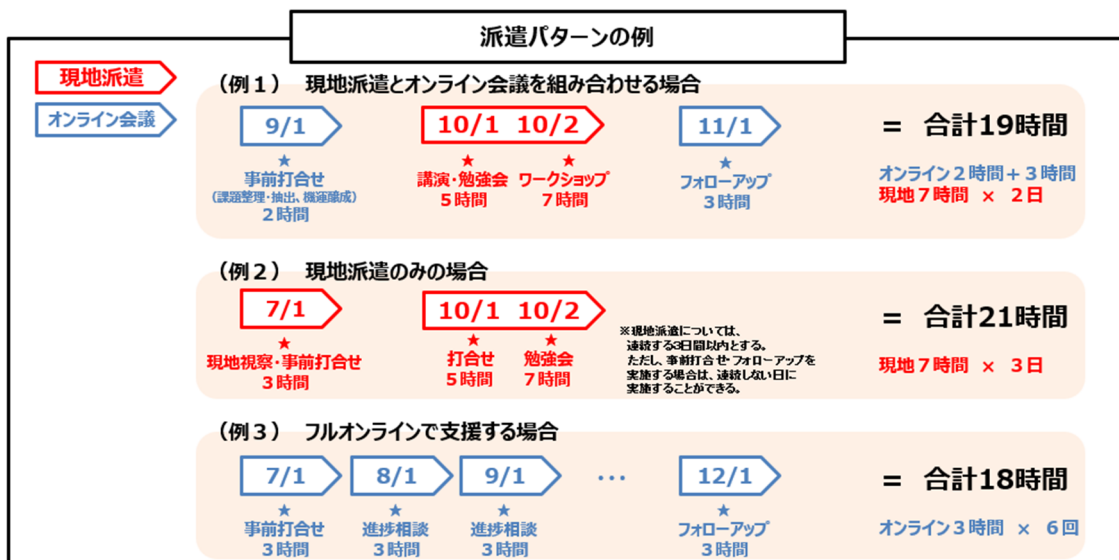 派遣パターンの例
現地派遣
オンライン会議
（例１） 現地派遣とオンライン会議を組み合わせる場合
9/1
10/1 10/2
11/1
= 合計19時間
★
★
★
★
事前打合せ
(課題整理・抽出、機運醸成)
２時間
講演・勉強会
５時間
ワークショップ
７時間
フォローアップ
３時間
オンライン２時間＋３時間
現地７時間 × ２日
（例２） 現地派遣のみの場合
7/1
10/1 10/2
= 合計21時間
★
★
★
現地視察・事前打合せ
３時間
打合せ
５時間
勉強会
７時間
※現地派遣については、
連続する3日間以内とする。
ただし、事前打合せ・フォローアップを
実施する場合は、連続しない日に
実施することができる。
現地７時間 × ３日
（例３） フルオンラインで支援する場合
7/1
8/1
9/1
…
12/1
= 合計18時間
★
★
★
★
事前打合せ
３時間
進捗相談
３時間
進捗相談
３時間
フォローアップ
３時間
オンライン３時間 × ６回